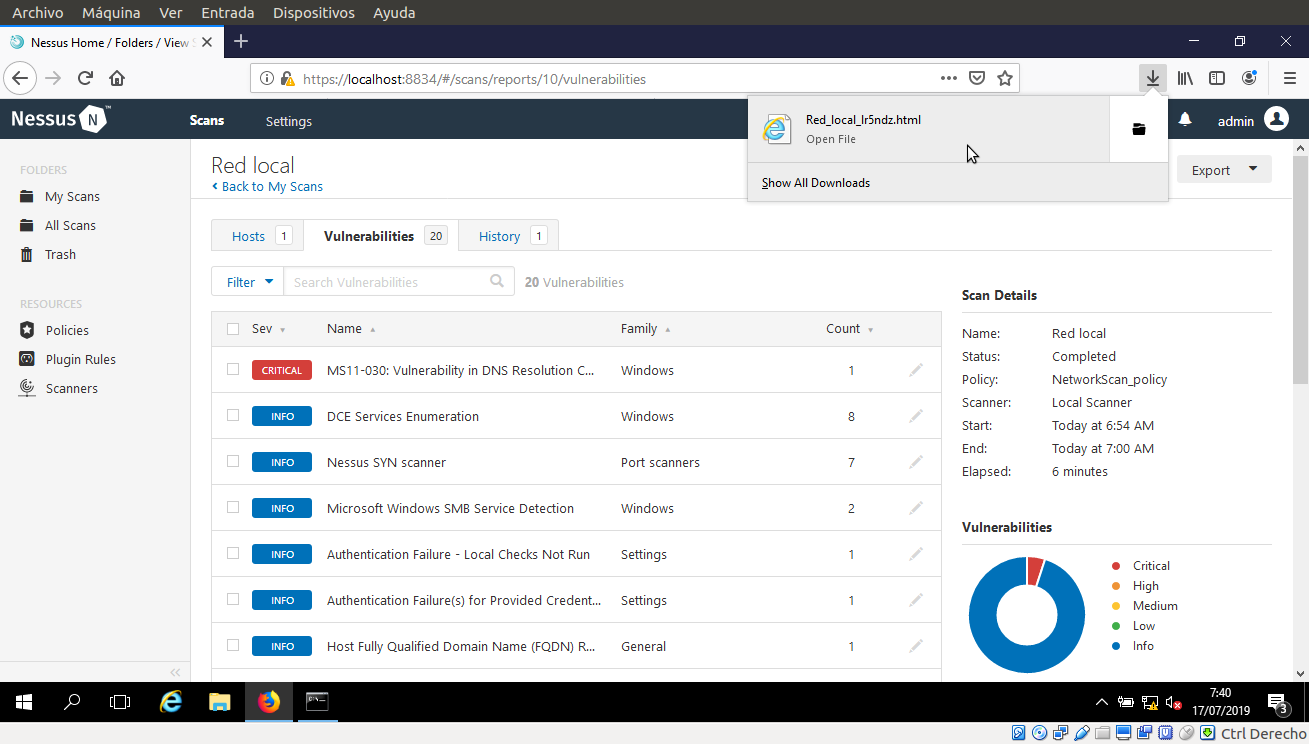 Archivo Máquina Ver Entrada Dispositivos Ayuda
Nessus Home / Folders / View S
https://localhost:8834/#/scans/reports/10/vulnerabilities
Nessus N ™ Scans Settings admin
Red_local_lr5ndz.html
Open File
Show All Downloads
FOLDERS
My Scans
All Scans
Trash
RESOURCES
Policies
Plugin Rules
Scanners
Red local
Back to My Scans
Export
Hosts 1 Vulnerabilities 20 History 1
Filter Search Vulnerabilities 20 Vulnerabilities
Sev Name Family Count
CRITICAL MS11-030: Vulnerability in DNS Resolution C... Windows 1
INFO DCE Services Enumeration Windows 8
INFO Nessus SYN scanner Port scanners 7
INFO Microsoft Windows SMB Service Detection Windows 2
INFO Authentication Failure - Local Checks Not Run Settings 1
INFO Authentication Failure(s) for Provided Credent... Settings 1
INFO Host Fully Qualified Domain Name (FQDN) R... General 1
Scan Details
Name: Red local
Status: Completed
Policy: NetworkScan_policy
Scanner: Local Scanner
Start: Today at 6:54 AM
End: Today at 7:00 AM
Elapsed: 6 minutes
Vulnerabilities
Critical
High
Medium
Low
Info
7:40
17/07/2019
3
Ctrl Derecho